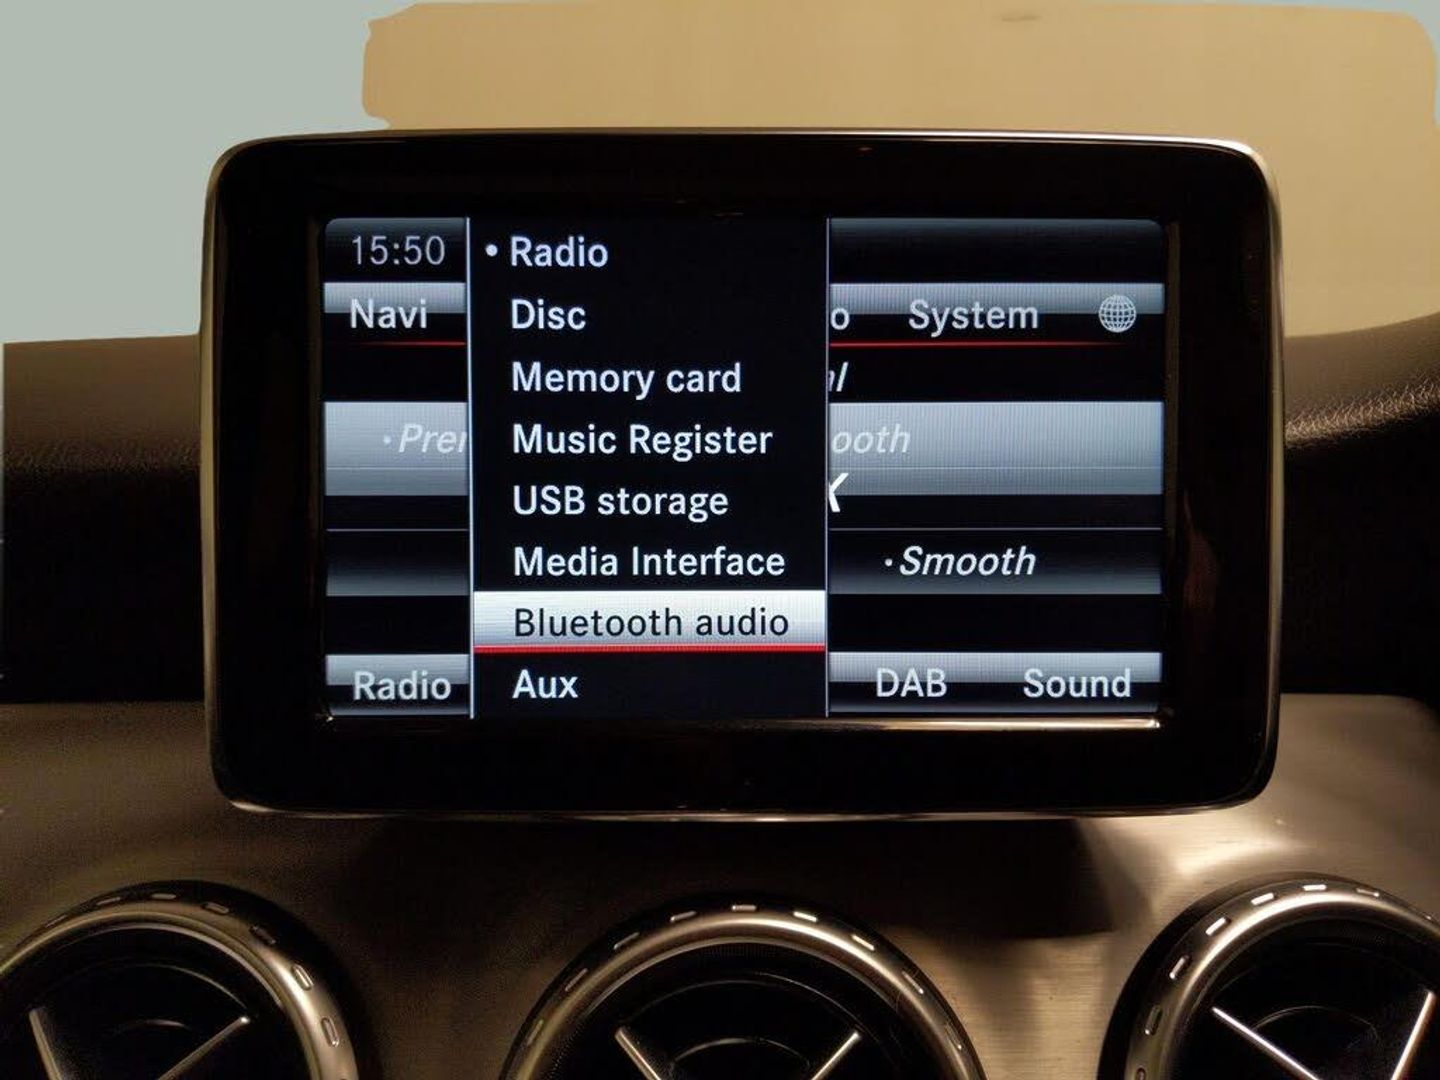 15:50
• Radio
Navi
Disc
System
Memory card
Music Register
USB storage
Media Interface
•Smooth
Bluetooth audio
Radio
Aux
DAB
Sound